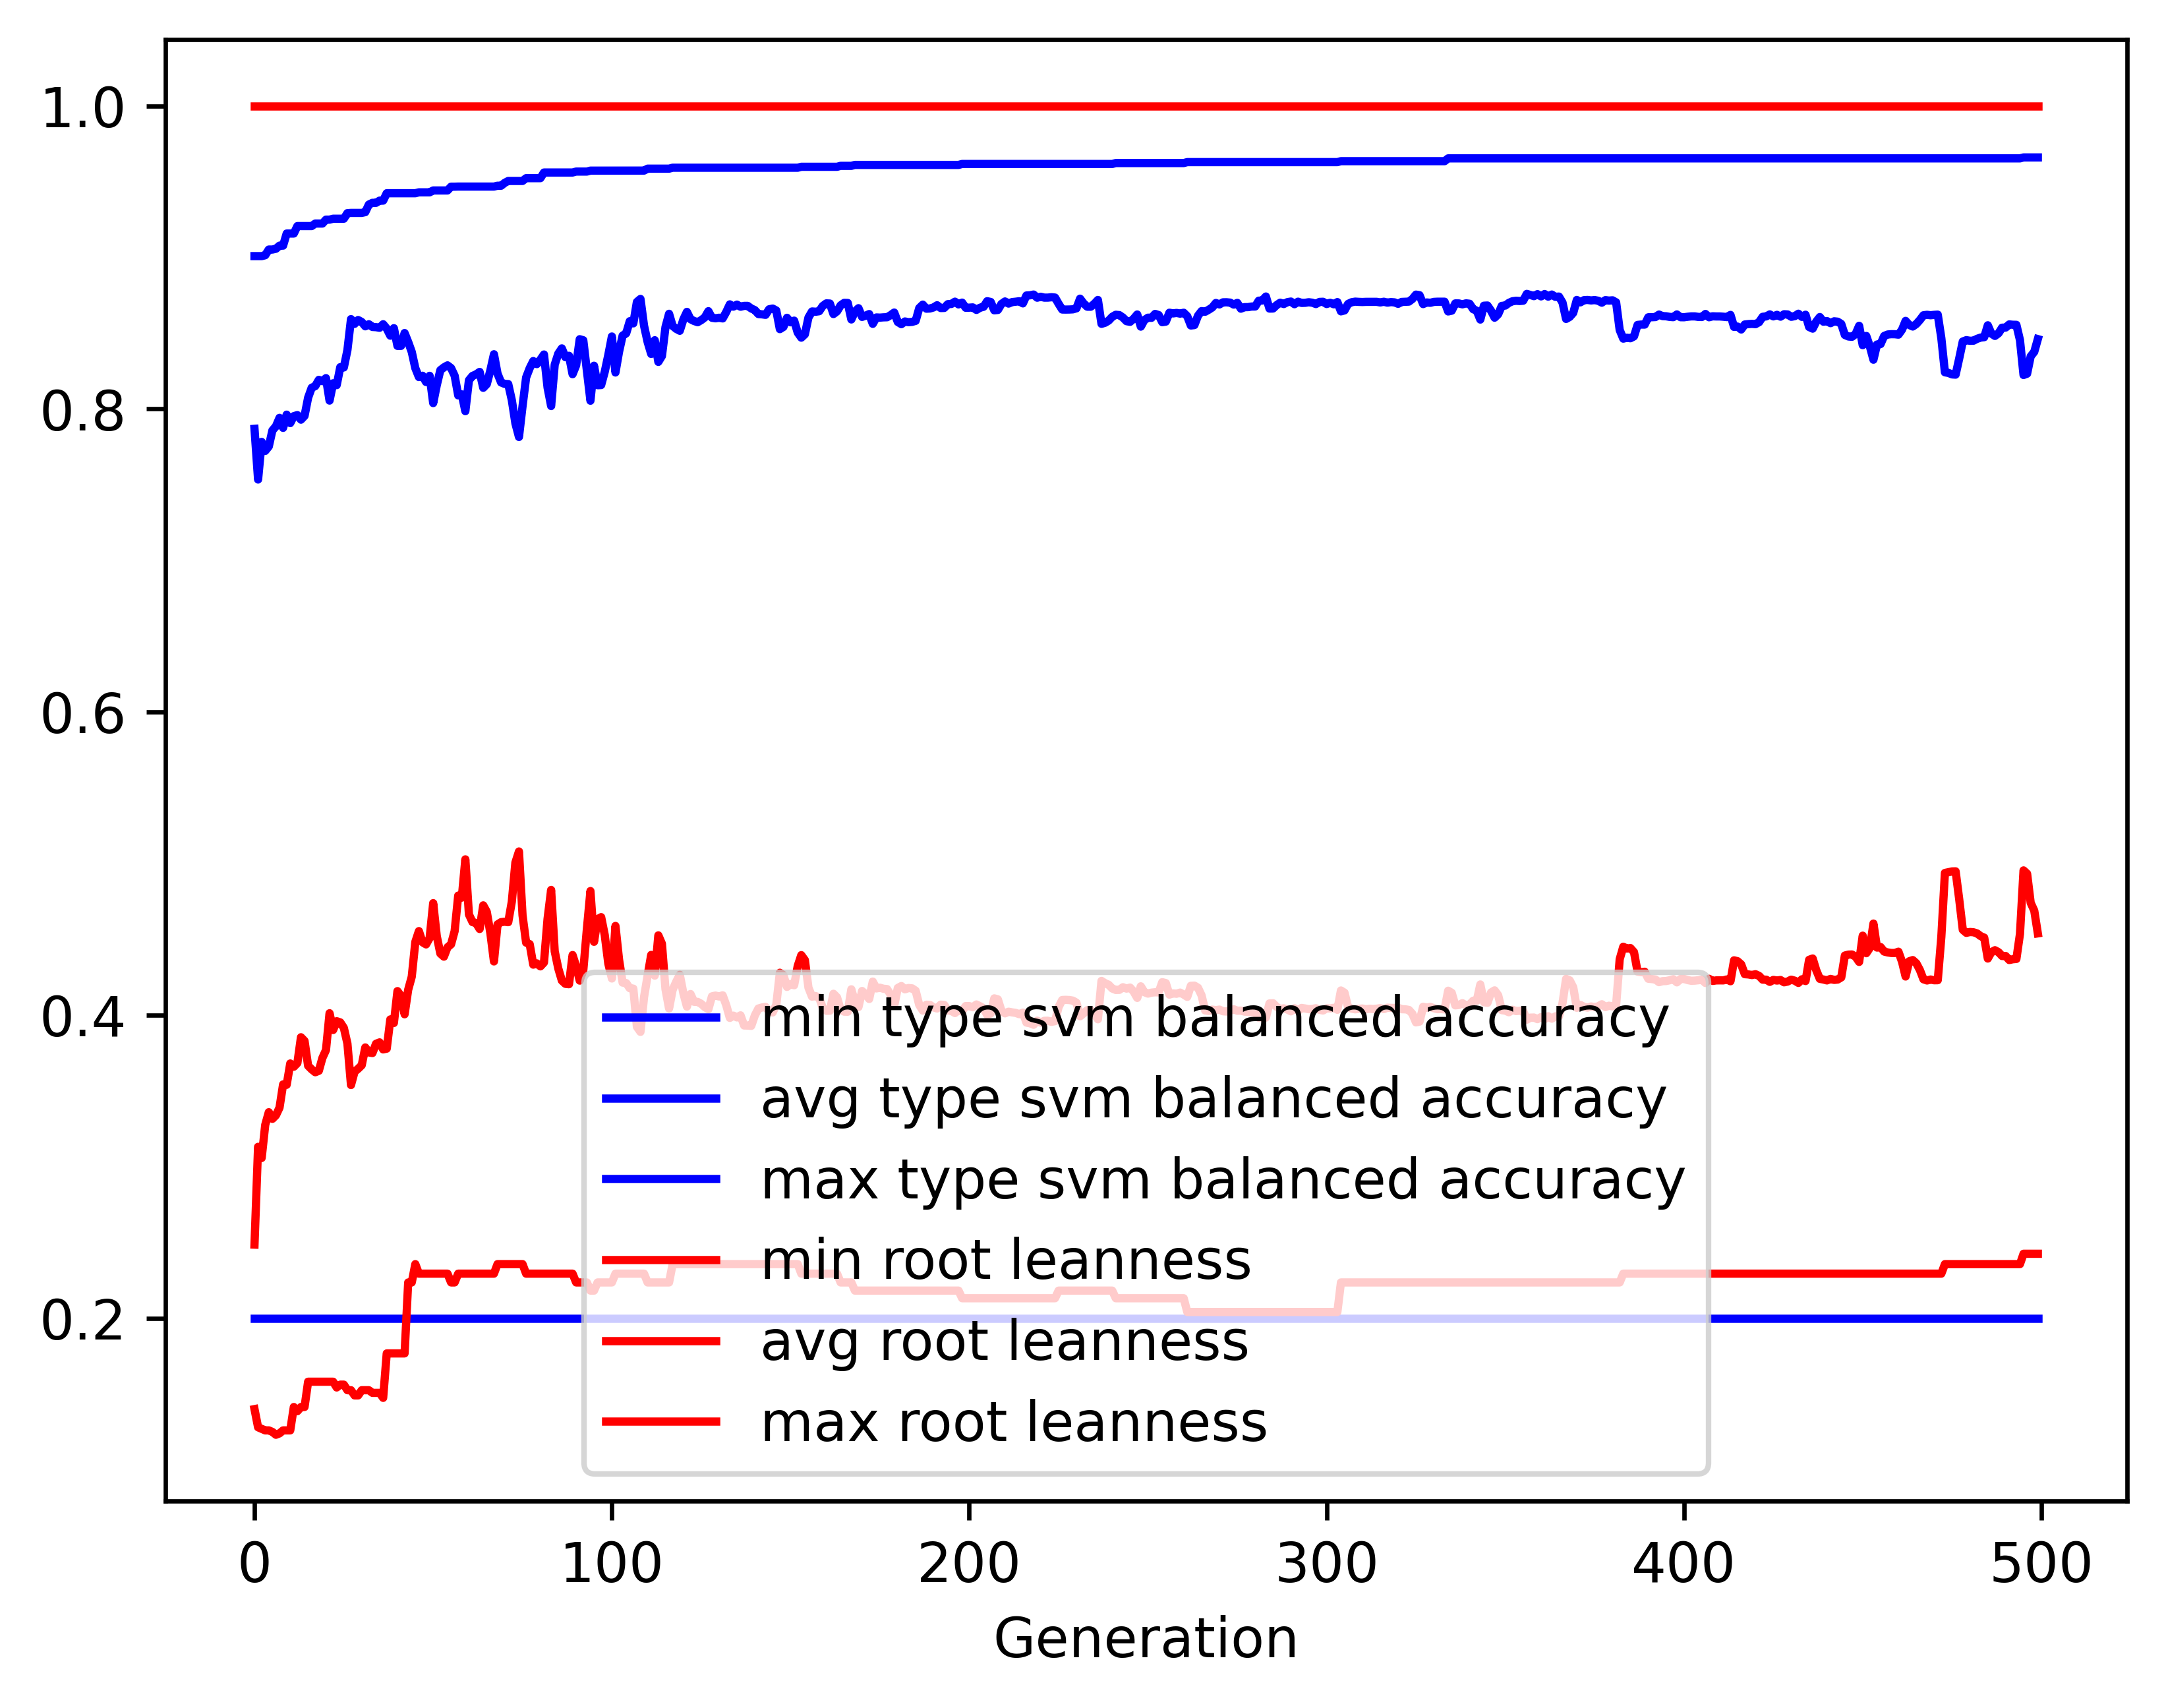 1.0
0.8
0.6
0.4
0.2
min type svm balanced accuracy
avg type svm balanced accuracy
max type svm balanced accuracy
min root leanness
avg root leanness
max root leanness
0 100 200 300 400 500
Generation